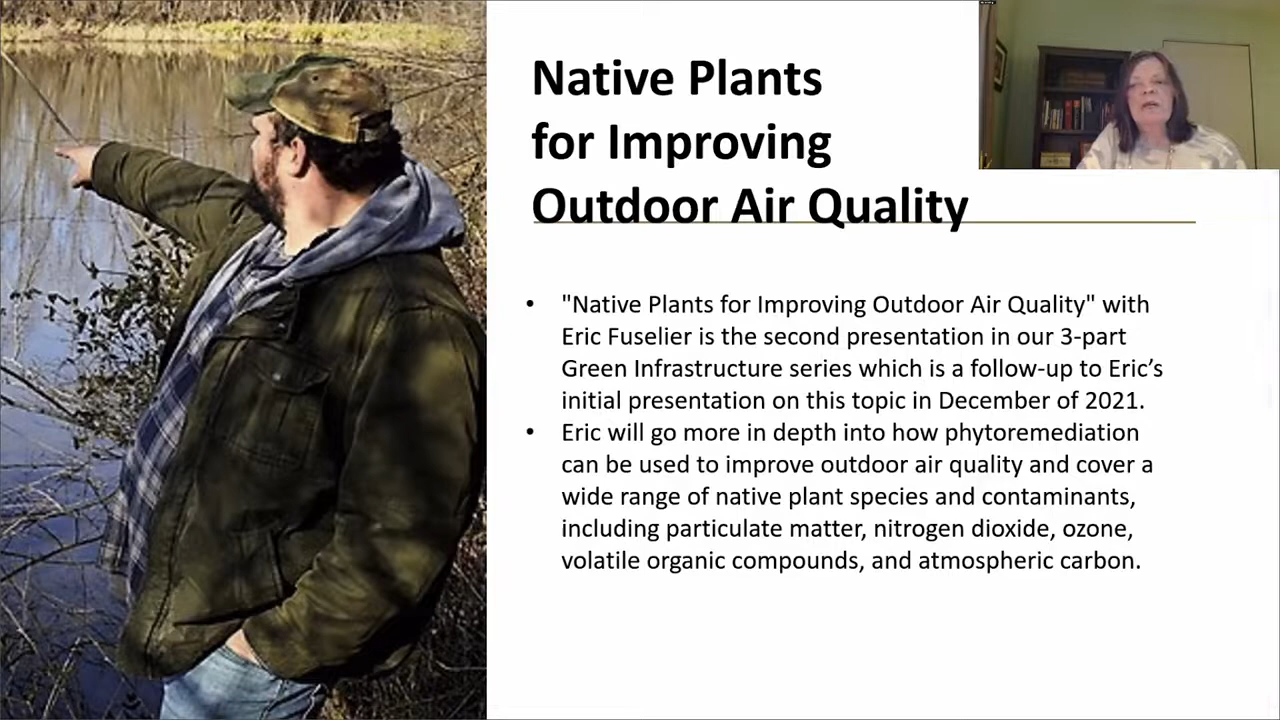 Native Plants
for Improving
Outdoor Air Quality
• "Native Plants for Improving Outdoor Air Quality" with
Eric Fuselier is the second presentation in our 3-part
Green Infrastructure series which is a follow-up to Eric’s
initial presentation on this topic in December of 2021.
• Eric will go more in depth into how phytoremediation
can be used to improve outdoor air quality and cover a
wide range of native plant species and contaminants,
including particulate matter, nitrogen dioxide, ozone,
volatile organic compounds, and atmospheric carbon.